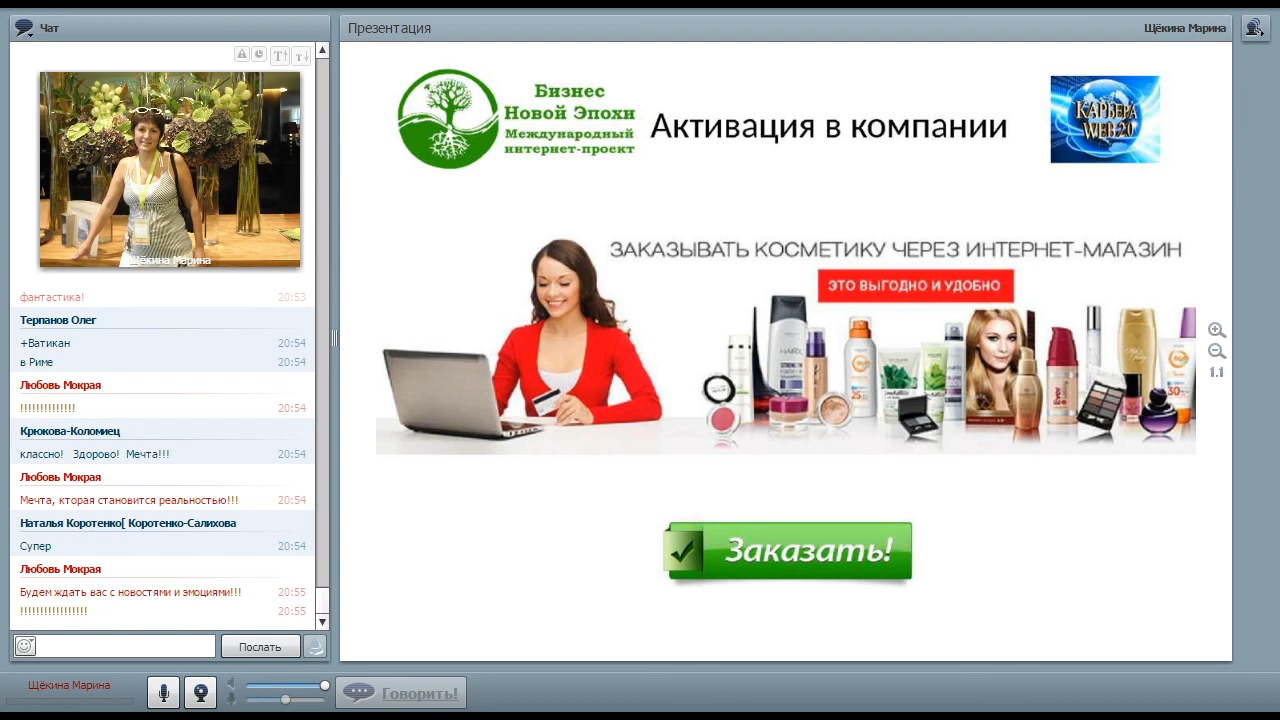 Чат
Щёкина Марина
фантастика! 20:53
Терпанов Олег
+Ватикан 20:54
в Риме 20:54
Любовь Мокрая
!!!!!!!!!!!!!! 20:54
Крюкова-Коломиец
классно! Здорово! Мечта!!! 20:54
Любовь Мокрая
Мечта, кторая становится реальностью!!! 20:54
Наталья Коротенко[ Коротенко-Салихова
Супер 20:54
Любовь Мокрая
Будем ждать вас с новостями и эмоциями!!! 20:55
!!!!!!!!!!!!!!!!! 20:55
Послать
Презентация
Щёкина Марина
Бизнес
Новой Эпохи
Международный
интернет-проект
Активация в компании
КАРЬЕРА
WEB 2.0
ЗАКАЗЫВАТЬ КОСМЕТИКУ ЧЕРЕЗ ИНТЕРНЕТ-МАГАЗИН
ЭТО ВЫГОДНО И УДОБНО
Заказать!
1:1
Щёкина Марина
Говорить!